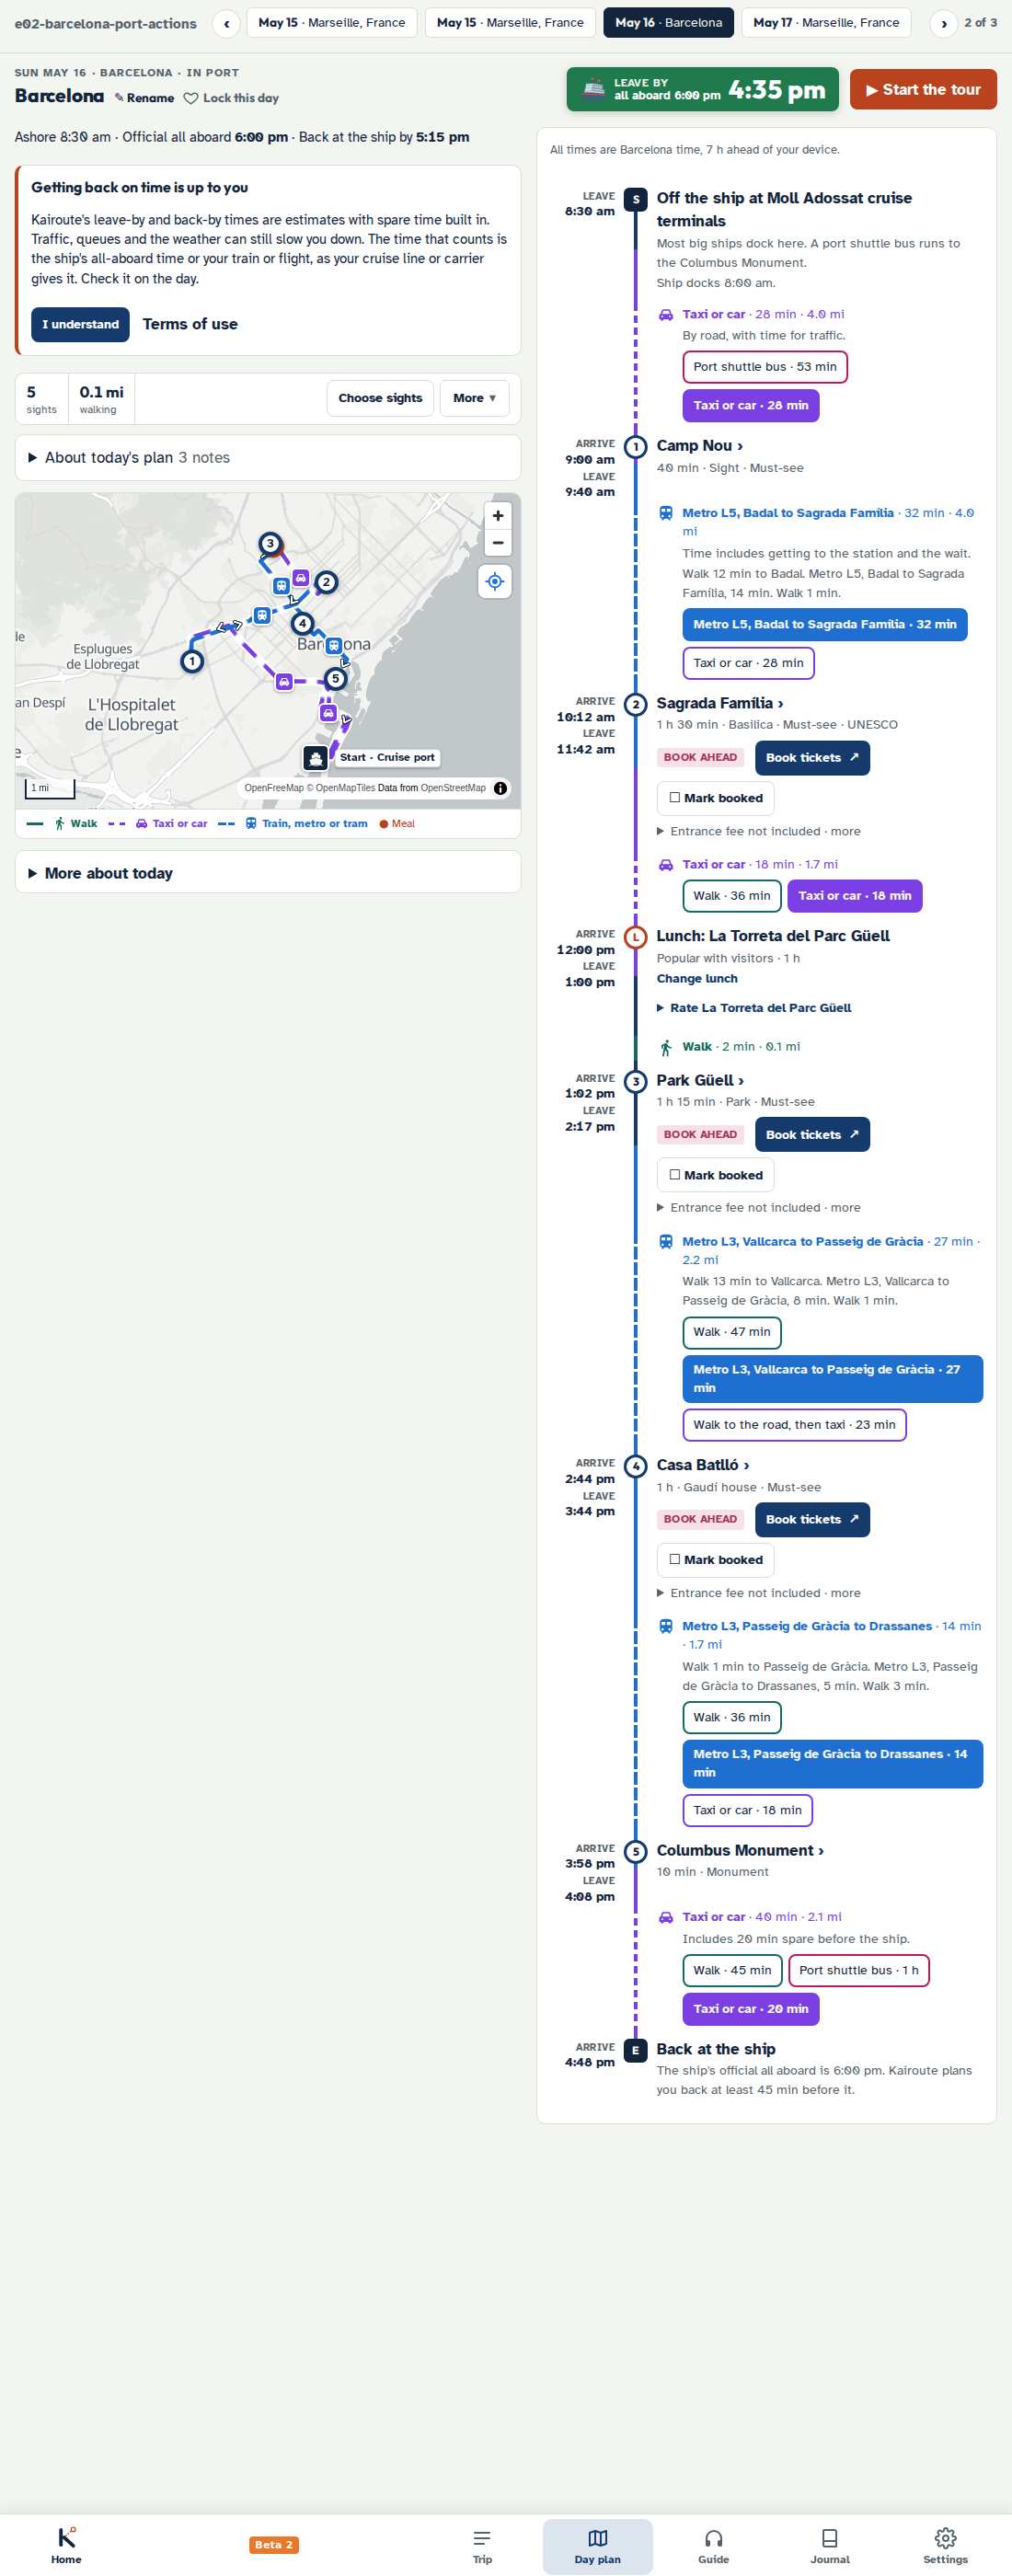 e02-barcelona-port-actions
‹
May 15 · Marseille, France
May 15 · Marseille, France
May 16 · Barcelona
May 17 · Marseille, France
›
2 of 3
SUN MAY 16 · BARCELONA · IN PORT
Barcelona
✎ Rename
Lock this day
LEAVE BY
all aboard 6:00 pm
4:35 pm
▶ Start the tour
Ashore 8:30 am · Official all aboard 6:00 pm · Back at the ship by 5:15 pm
Getting back on time is up to you
Kairoute's leave-by and back-by times are estimates with spare time built in.
Traffic, queues and the weather can still slow you down. The time that counts is
the ship's all-aboard time or your train or flight, as your cruise line or carrier
gives it. Check it on the day.
I understand
Terms of use
5
sights
0.1 mi
walking
Choose sights
More ▼
▶ About today's plan 3 notes
3
2
4
1
5
Barcelona
le
Esplugues
de Llobregat
an Despí
L'Hospitalet
de Llobregat
e
Start · Cruise port
+
−
1 mi
OpenFreeMap © OpenMapTiles Data from OpenStreetMap
Walk
Taxi or car
Train, metro or tram
Meal
▶ More about today
All times are Barcelona time, 7 h ahead of your device.
LEAVE
8:30 am
S
Off the ship at Moll Adossat cruise
terminals
Most big ships dock here. A port shuttle bus runs to
the Columbus Monument.
Ship docks 8:00 am.
Taxi or car · 28 min · 4.0 mi
By road, with time for traffic.
Port shuttle bus · 53 min
Taxi or car · 28 min
ARRIVE
9:00 am
LEAVE
9:40 am
1
Camp Nou ›
40 min · Sight · Must-see
Metro L5, Badal to Sagrada Família · 32 min · 4.0
mi
Time includes getting to the station and the wait.
Walk 12 min to Badal. Metro L5, Badal to Sagrada
Família, 14 min. Walk 1 min.
Metro L5, Badal to Sagrada Família · 32 min
Taxi or car · 28 min
ARRIVE
10:12 am
LEAVE
11:42 am
2
Sagrada Família ›
1 h 30 min · Basilica · Must-see · UNESCO
BOOK AHEAD
Book tickets ↗
☐ Mark booked
▶ Entrance fee not included · more
Taxi or car · 18 min · 1.7 mi
Walk · 36 min
Taxi or car · 18 min
ARRIVE
12:00 pm
LEAVE
1:00 pm
L
Lunch: La Torreta del Parc Güell
Popular with visitors · 1 h
Change lunch
▶ Rate La Torreta del Parc Güell
Walk · 2 min · 0.1 mi
ARRIVE
1:02 pm
LEAVE
2:17 pm
3
Park Güell ›
1 h 15 min · Park · Must-see
BOOK AHEAD
Book tickets ↗
☐ Mark booked
▶ Entrance fee not included · more
Metro L3, Vallcarca to Passeig de Gràcia · 27 min ·
2.2 mi
Walk 13 min to Vallcarca. Metro L3, Vallcarca to
Passeig de Gràcia, 8 min. Walk 1 min.
Walk · 47 min
Metro L3, Vallcarca to Passeig de Gràcia · 27
min
Walk to the road, then taxi · 23 min
ARRIVE
2:44 pm
LEAVE
3:44 pm
4
Casa Batlló ›
1 h · Gaudí house · Must-see
BOOK AHEAD
Book tickets ↗
☐ Mark booked
▶ Entrance fee not included · more
Metro L3, Passeig de Gràcia to Drassanes · 14 min
· 1.7 mi
Walk 1 min to Passeig de Gràcia. Metro L3, Passeig
de Gràcia to Drassanes, 5 min. Walk 3 min.
Walk · 36 min
Metro L3, Passeig de Gràcia to Drassanes · 14
min
Taxi or car · 18 min
ARRIVE
3:58 pm
LEAVE
4:08 pm
5
Columbus Monument ›
10 min · Monument
Taxi or car · 40 min · 2.1 mi
Includes 20 min spare before the ship.
Walk · 45 min
Port shuttle bus · 1 h
Taxi or car · 20 min
ARRIVE
4:48 pm
E
Back at the ship
The ship's official all aboard is 6:00 pm. Kairoute plans
you back at least 45 min before it.
Home
Beta 2
Trip
Day plan
Guide
Journal
Settings